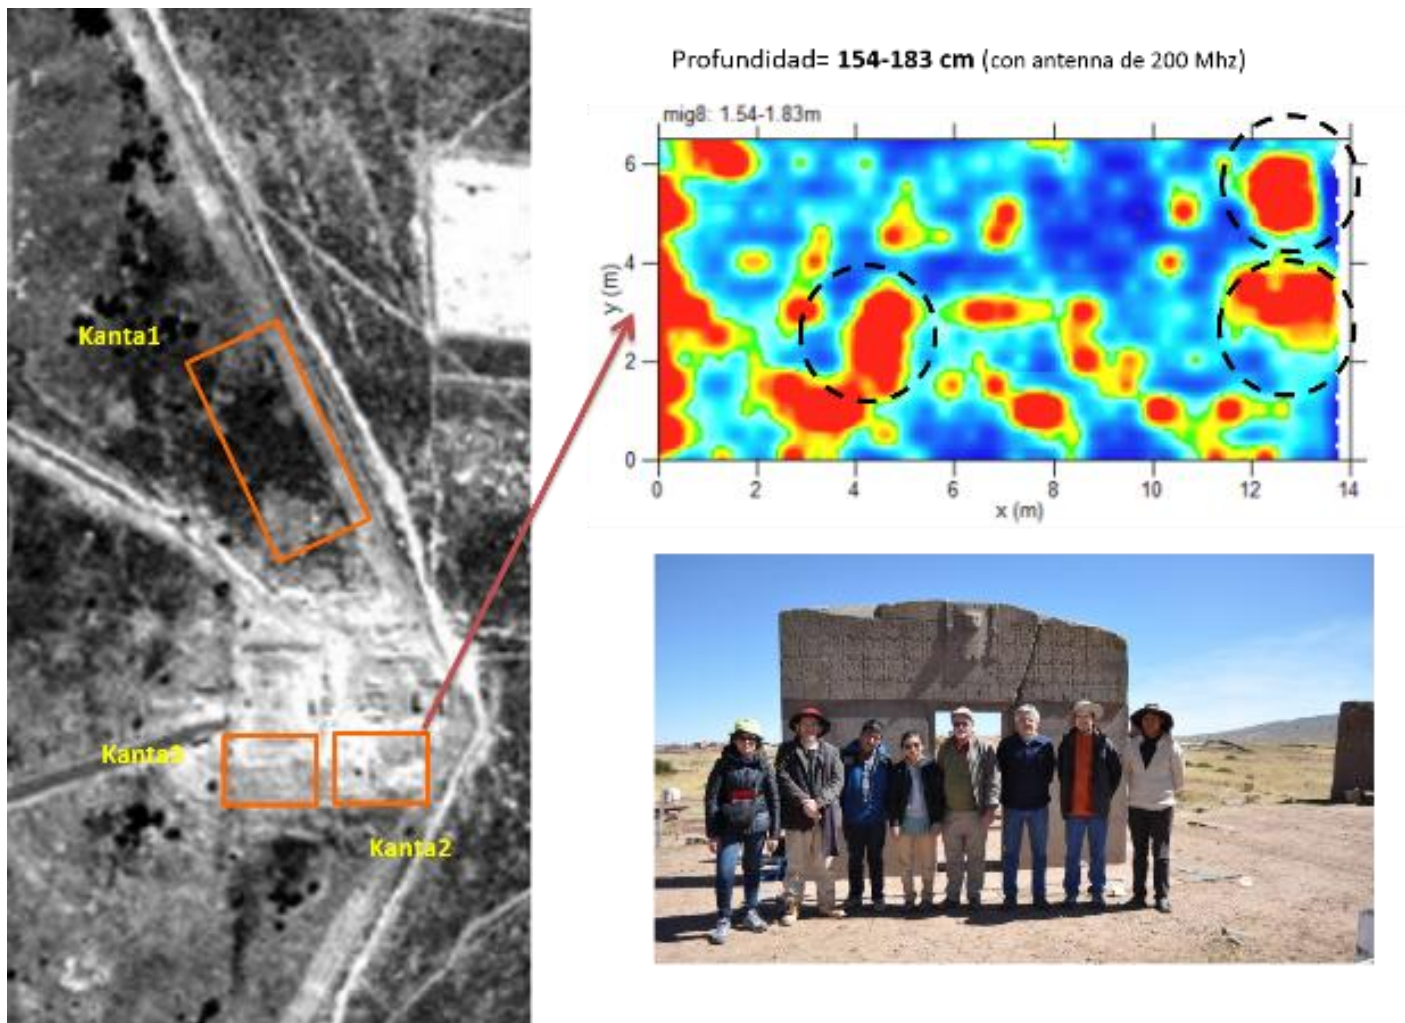 Profundidad= 154-183 cm (con antenna de 200 Mhz)
mig8: 1.54-1.83m
6
4
2
0
y (m)
0 2 4 6 8 10 12 14
x (m)
Kanta1
Kanta3
Kanta2